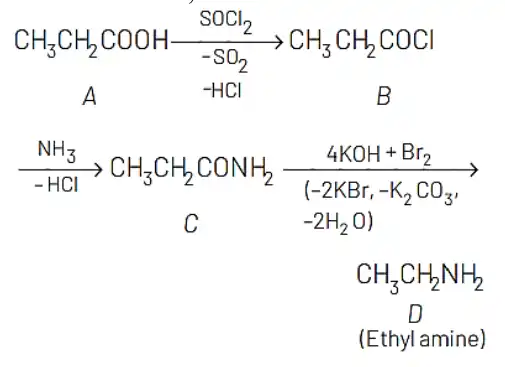 SOCl₂
CH₃CH₂COOH → CH₃CH₂COCl
–SO₂
–HCl
A B
NH₃ 4KOH + Br₂
→ CH₃CH₂CONH₂ →
– HCl (–2KBr, –K₂CO₃,
C –2H₂O)
CH₃CH₂NH₂
D
(Ethyl amine)